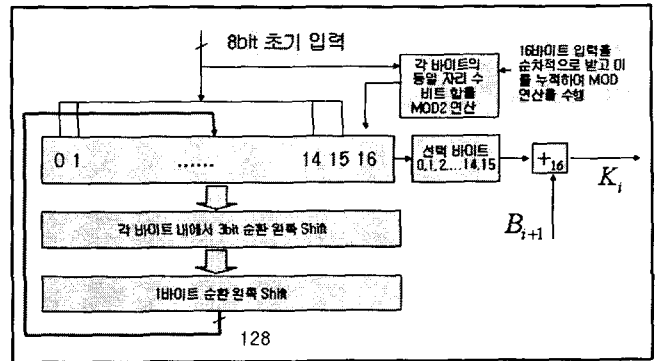 8bit 초기 입력
각 바이트의
동일 자리 수
비트 합를
MOD2 연산
16바이트 입력을
순차적으로 받고 이
를 누적하여 MOD
연산을 수행
0 1 ...... 14 15 16
선택 바이트
0,1,2....14,15
+16
K_i
B_{i+1}
각 바이트 내에서 3bit 순환 왼쪽 Shift
1바이트 순환 왼쪽 Shift
128